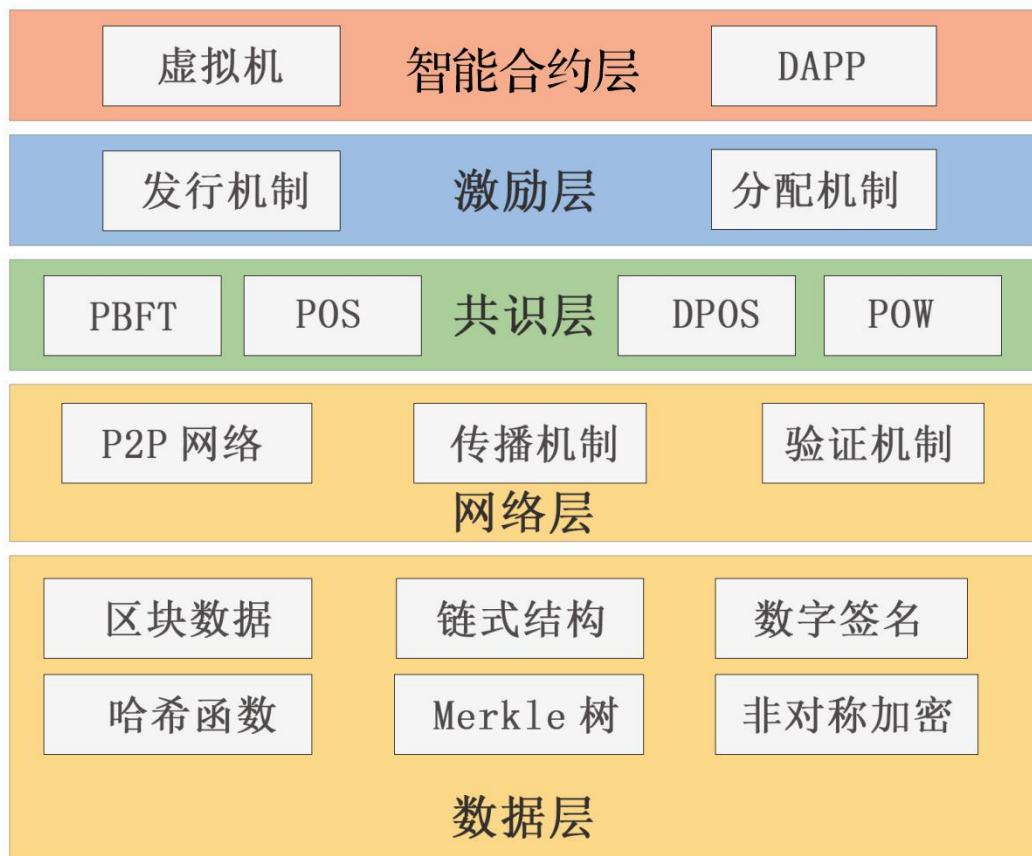 虚拟机 智能合约层 DAPP
发行机制 激励层 分配机制
PBFT POS 共识层 DPOS POW
P2P 网络 传播机制 验证机制
网络层
区块数据 链式结构 数字签名
哈希函数 Merkle 树 非对称加密
数据层